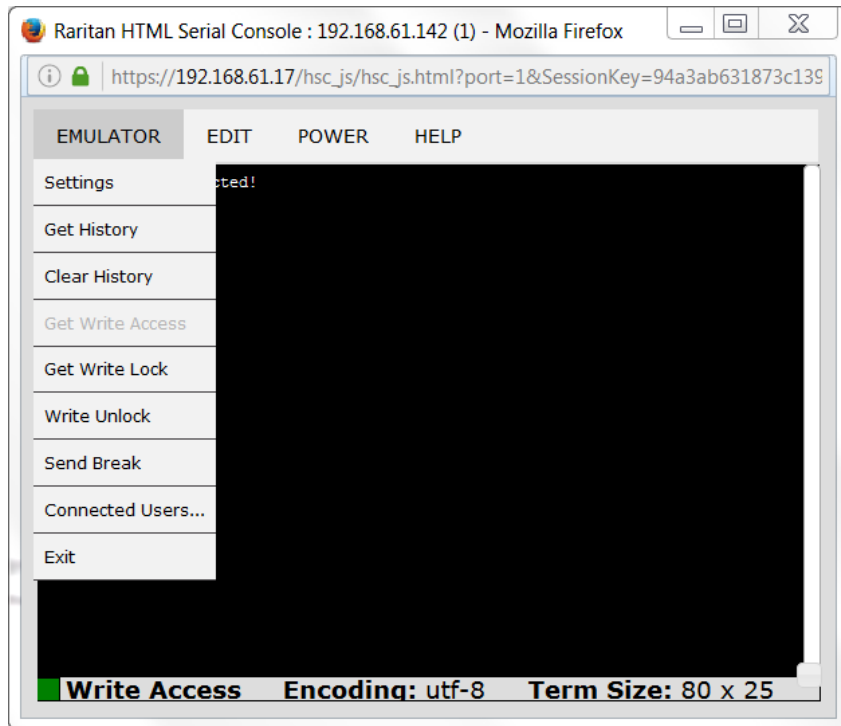 Raritan HTML Serial Console : 192.168.61.142 (1) - Mozilla Firefox
https://192.168.61.17/hsc_js/hsc_js.html?port=1&SessionKey=94a3ab631873c139
EMULATOR EDIT POWER HELP
Settings
cted!
Get History
Clear History
Get Write Access
Get Write Lock
Write Unlock
Send Break
Connected Users...
Exit
Write Access Encoding: utf-8 Term Size: 80 x 25